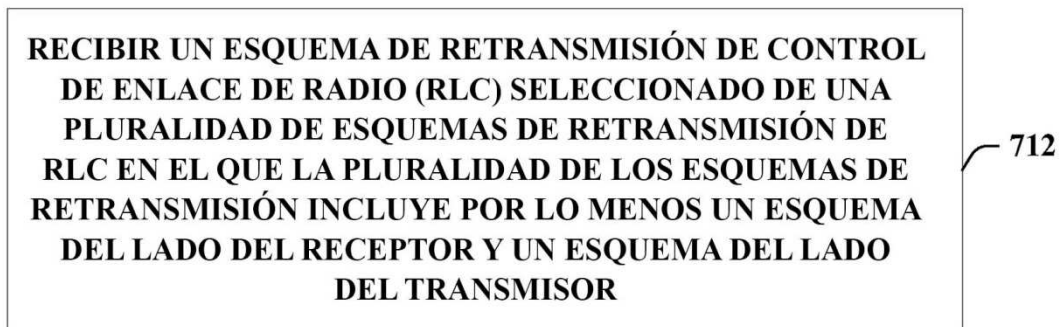 RECIBIR UN ESQUEMA DE RETRANSMISIÓN DE CONTROL
DE ENLACE DE RADIO (RLC) SELECCIONADO DE UNA
PLURALIDAD DE ESQUEMAS DE RETRANSMISIÓN DE
RLC EN EL QUE LA PLURALIDAD DE LOS ESQUEMAS DE
RETRANSMISIÓN INCLUYE POR LO MENOS UN ESQUEMA
DEL LADO DEL RECEPTOR Y UN ESQUEMA DEL LADO
DEL TRANSMISOR
712